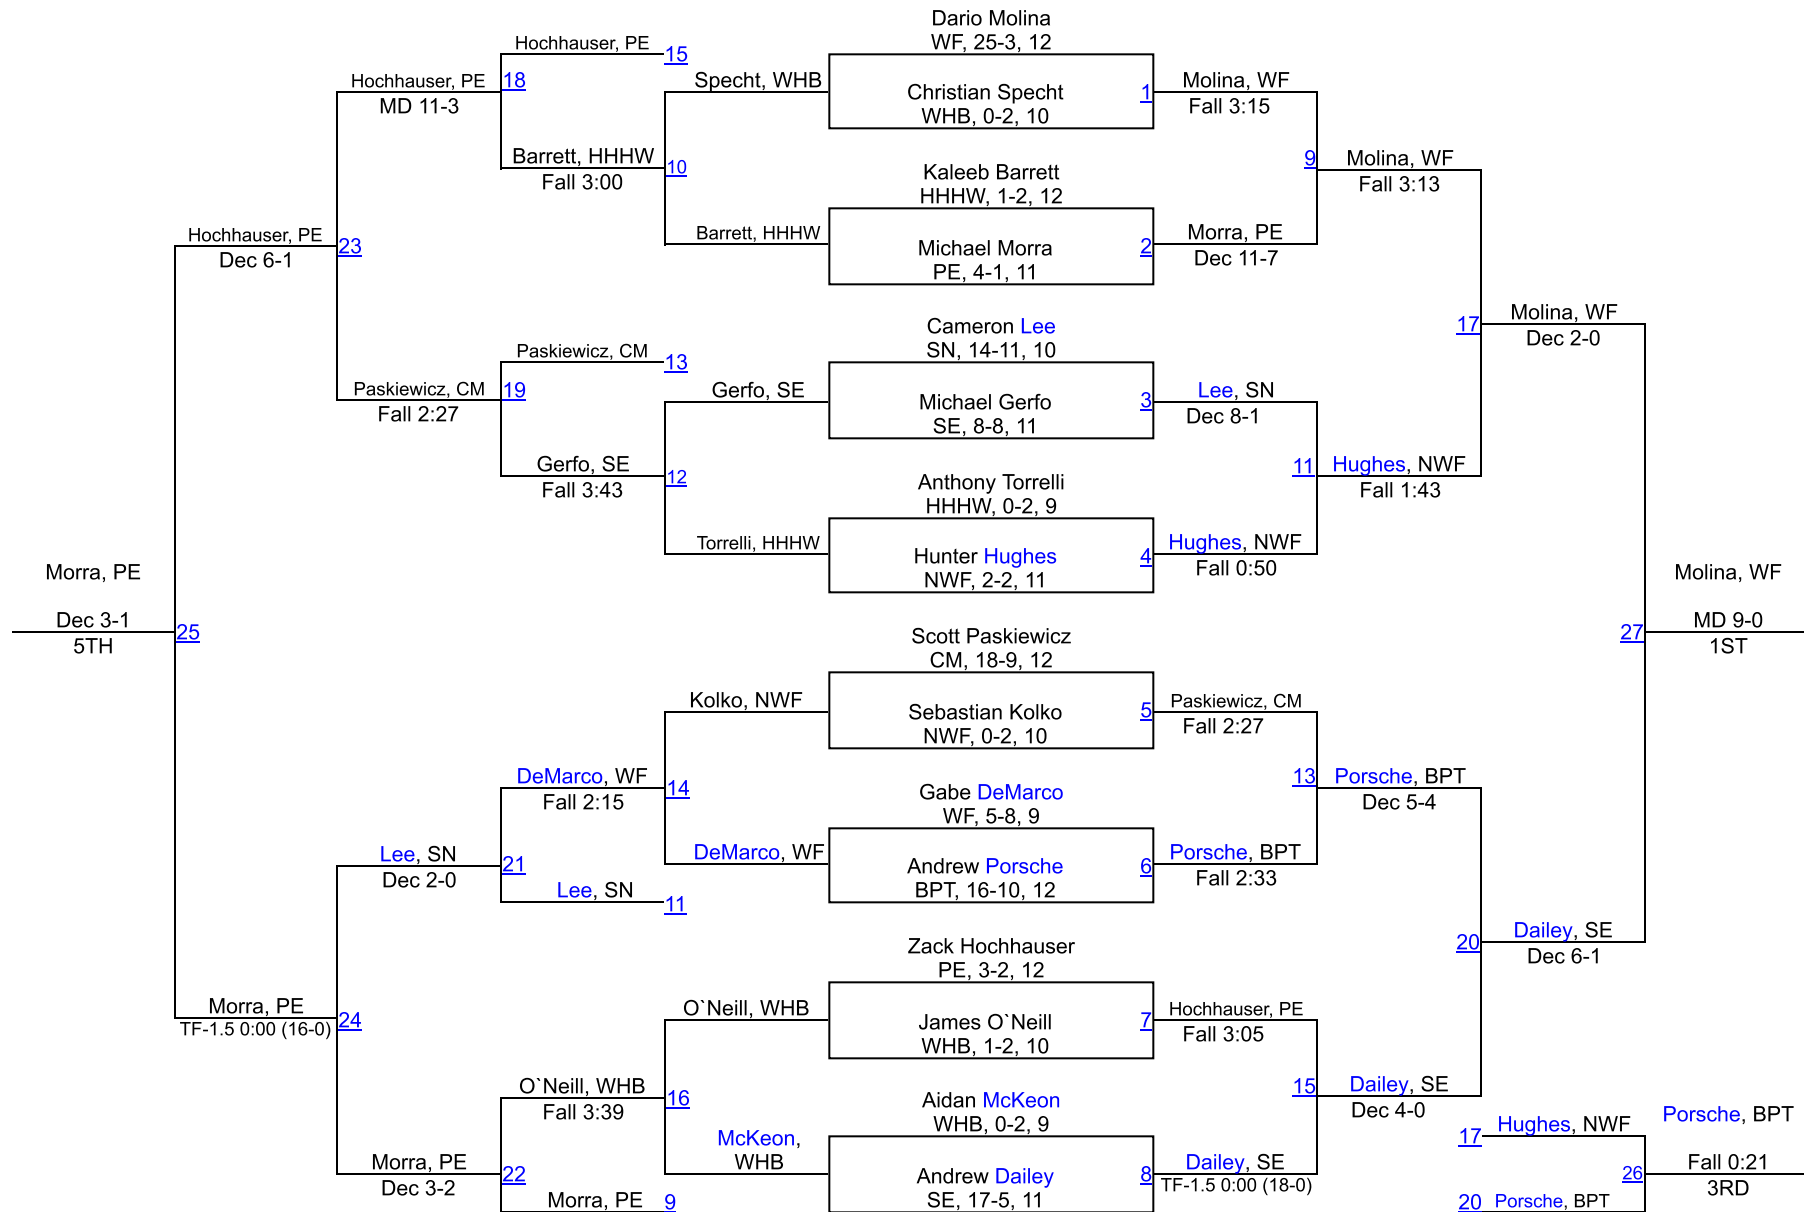 Dario Molina
WF, 25-3, 12
Hochhauser, PE
15
Hochhauser, PE
18
MD 11-3
Specht, WHB
Christian Specht
WHB, 0-2, 10
1
Molina, WF
Fall 3:15
Barrett, HHHW
Fall 3:00
10
9
Molina, WF
Fall 3:13
Kaleeb Barrett
HHHW, 1-2, 12
Hochhauser, PE
Dec 6-1
23
Barrett, HHHW
Michael Morra
PE, 4-1, 11
2
Morra, PE
Dec 11-7
Cameron Lee
SN, 14-11, 10
17
Molina, WF
Dec 2-0
Paskiewicz, CM
13
Paskiewicz, CM
19
Fall 2:27
Gerfo, SE
Michael Gerfo
SE, 8-8, 11
3
Lee, SN
Dec 8-1
Gerfo, SE
Fall 3:43
12
11
Hughes, NWF
Fall 1:43
Anthony Torrelli
HHHW, 0-2, 9
Torrelli, HHHW
Hunter Hughes
NWF, 2-2, 11
4
Hughes, NWF
Fall 0:50
Morra, PE
Dec 3-1
5TH
25
Molina, WF
27
MD 9-0
1ST
Scott Paskiewicz
CM, 18-9, 12
Kolko, NWF
Sebastian Kolko
NWF, 0-2, 10
5
Paskiewicz, CM
Fall 2:27
DeMarco, WF
Fall 2:15
14
13
Porsche, BPT
Dec 5-4
Gabe DeMarco
WF, 5-8, 9
Lee, SN
Dec 2-0
21
DeMarco, WF
Andrew Porsche
BPT, 16-10, 12
6
Porsche, BPT
Fall 2:33
Lee, SN
11
Zack Hochhauser
PE, 3-2, 12
20
Dailey, SE
Dec 6-1
Morra, PE
TF-1.5 0:00 (16-0)
24
O`Neill, WHB
James O`Neill
WHB, 1-2, 10
7
Hochhauser, PE
Fall 3:05
O`Neill, WHB
Fall 3:39
16
15
Dailey, SE
Dec 4-0
Aidan McKeon
WHB, 0-2, 9
Morra, PE
Dec 3-2
22
McKeon,
WHB
Andrew Dailey
SE, 17-5, 11
8
Dailey, SE
TF-1.5 0:00 (18-0)
Morra, PE
9
17
Hughes, NWF
Porsche, BPT
26
Fall 0:21
3RD
20
Porsche, BPT